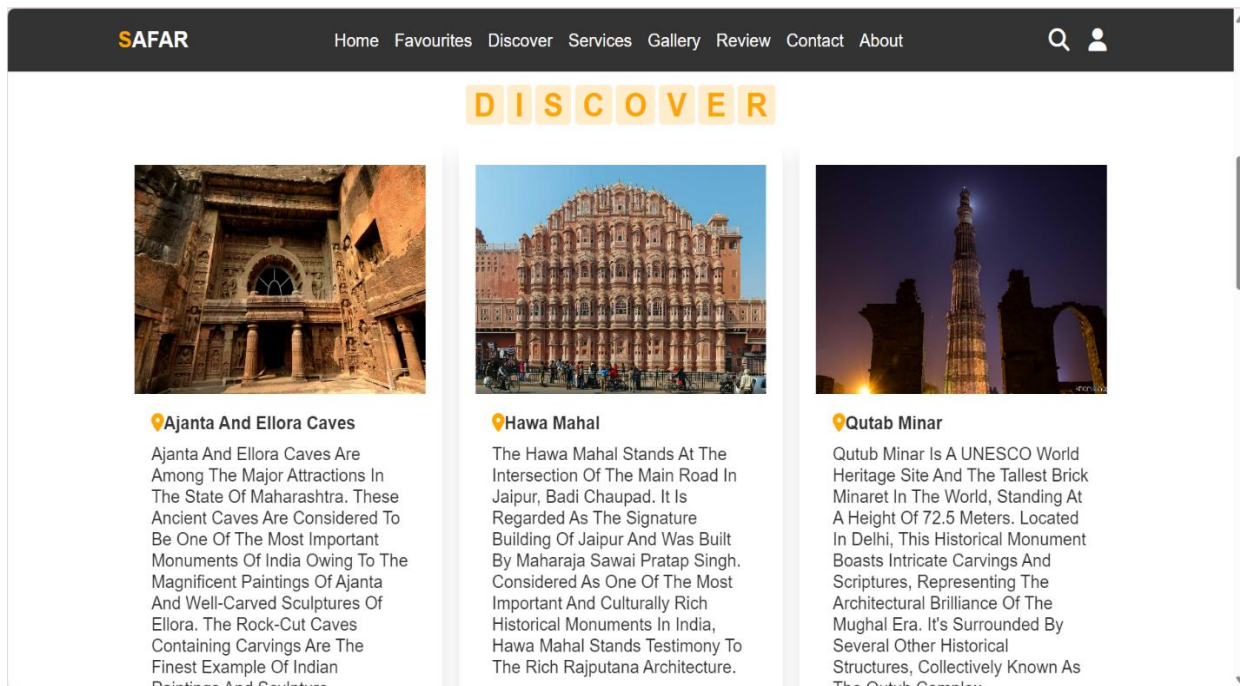 SAFAR
Home Favourites Discover Services Gallery Review Contact About
DISCOVER
Ajanta And Ellora Caves
Ajanta And Ellora Caves Are
Among The Major Attractions In
The State Of Maharashtra. These
Ancient Caves Are Considered To
Be One Of The Most Important
Monuments Of India Owing To The
Magnificent Paintings Of Ajanta
And Well-Carved Sculptures Of
Ellora. The Rock-Cut Caves
Containing Carvings Are The
Finest Example Of Indian
Paintings And Sculpture
Hawa Mahal
The Hawa Mahal Stands At The
Intersection Of The Main Road In
Jaipur, Badi Chaupad. It Is
Regarded As The Signature
Building Of Jaipur And Was Built
By Maharaja Sawai Pratap Singh.
Considered As One Of The Most
Important And Culturally Rich
Historical Monuments In India,
Hawa Mahal Stands Testimony To
The Rich Rajputana Architecture.
Qutab Minar
Qutub Minar Is A UNESCO World
Heritage Site And The Tallest Brick
Minaret In The World, Standing At
A Height Of 72.5 Meters. Located
In Delhi, This Historical Monument
Boasts Intricate Carvings And
Scriptures, Representing The
Architectural Brilliance Of The
Mughal Era. It's Surrounded By
Several Other Historical
Structures, Collectively Known As
The Qutub Complex